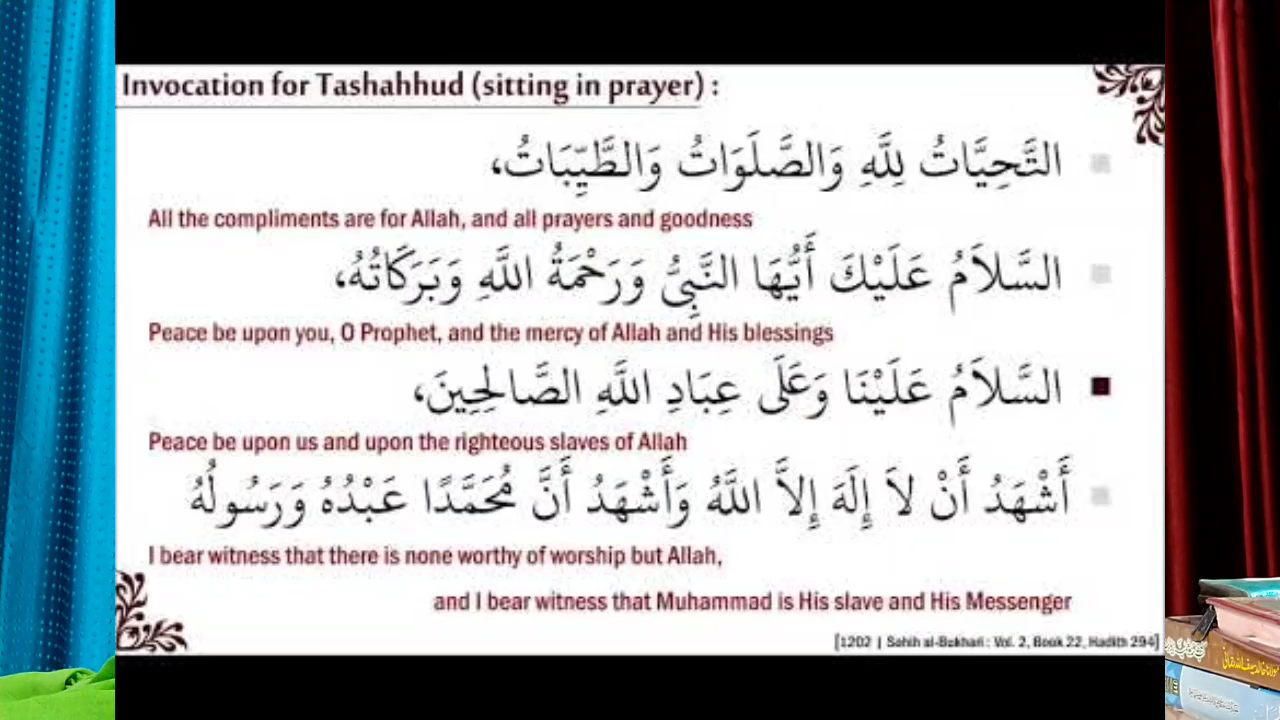 Invocation for Tashahhud (sitting in prayer) :
التَّحِيَّاتُ لِلَّهِ وَالصَّلَوَاتُ وَالطَّيِّبَاتُ،
All the compliments are for Allah, and all prayers and goodness
السَّلاَمُ عَلَيْكَ أَيُّهَا النَّبِيُّ وَرَحْمَةُ اللَّهِ وَبَرَكَاتُهُ،
Peace be upon you, O Prophet, and the mercy of Allah and His blessings
السَّلاَمُ عَلَيْنَا وَعَلَى عِبَادِ اللَّهِ الصَّالِحِينَ،
Peace be upon us and upon the righteous slaves of Allah
أَشْهَدُ أَنْ لاَ إِلَهَ إِلاَّ اللَّهُ وَأَشْهَدُ أَنَّ مُحَمَّدًا عَبْدُهُ وَرَسُولُهُ
I bear witness that there is none worthy of worship but Allah,
and I bear witness that Muhammad is His slave and His Messenger
[1202 | Sahih al-Bukhari : Vol. 2, Book 22, Hadith 294]